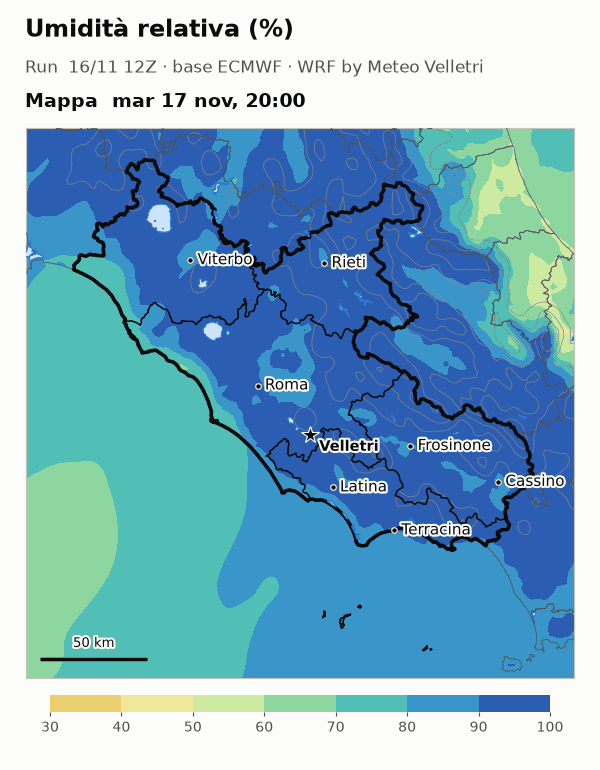 Umidità relativa (%)
Run  16/11 12Z · base ECMWF · WRF by Meteo Velletri
Mappa  mar 17 nov, 20:00
Viterbo
Rieti
Roma
Velletri
Frosinone
Cassino
Latina
Terracina
50 km
30 40 50 60 70 80 90 100